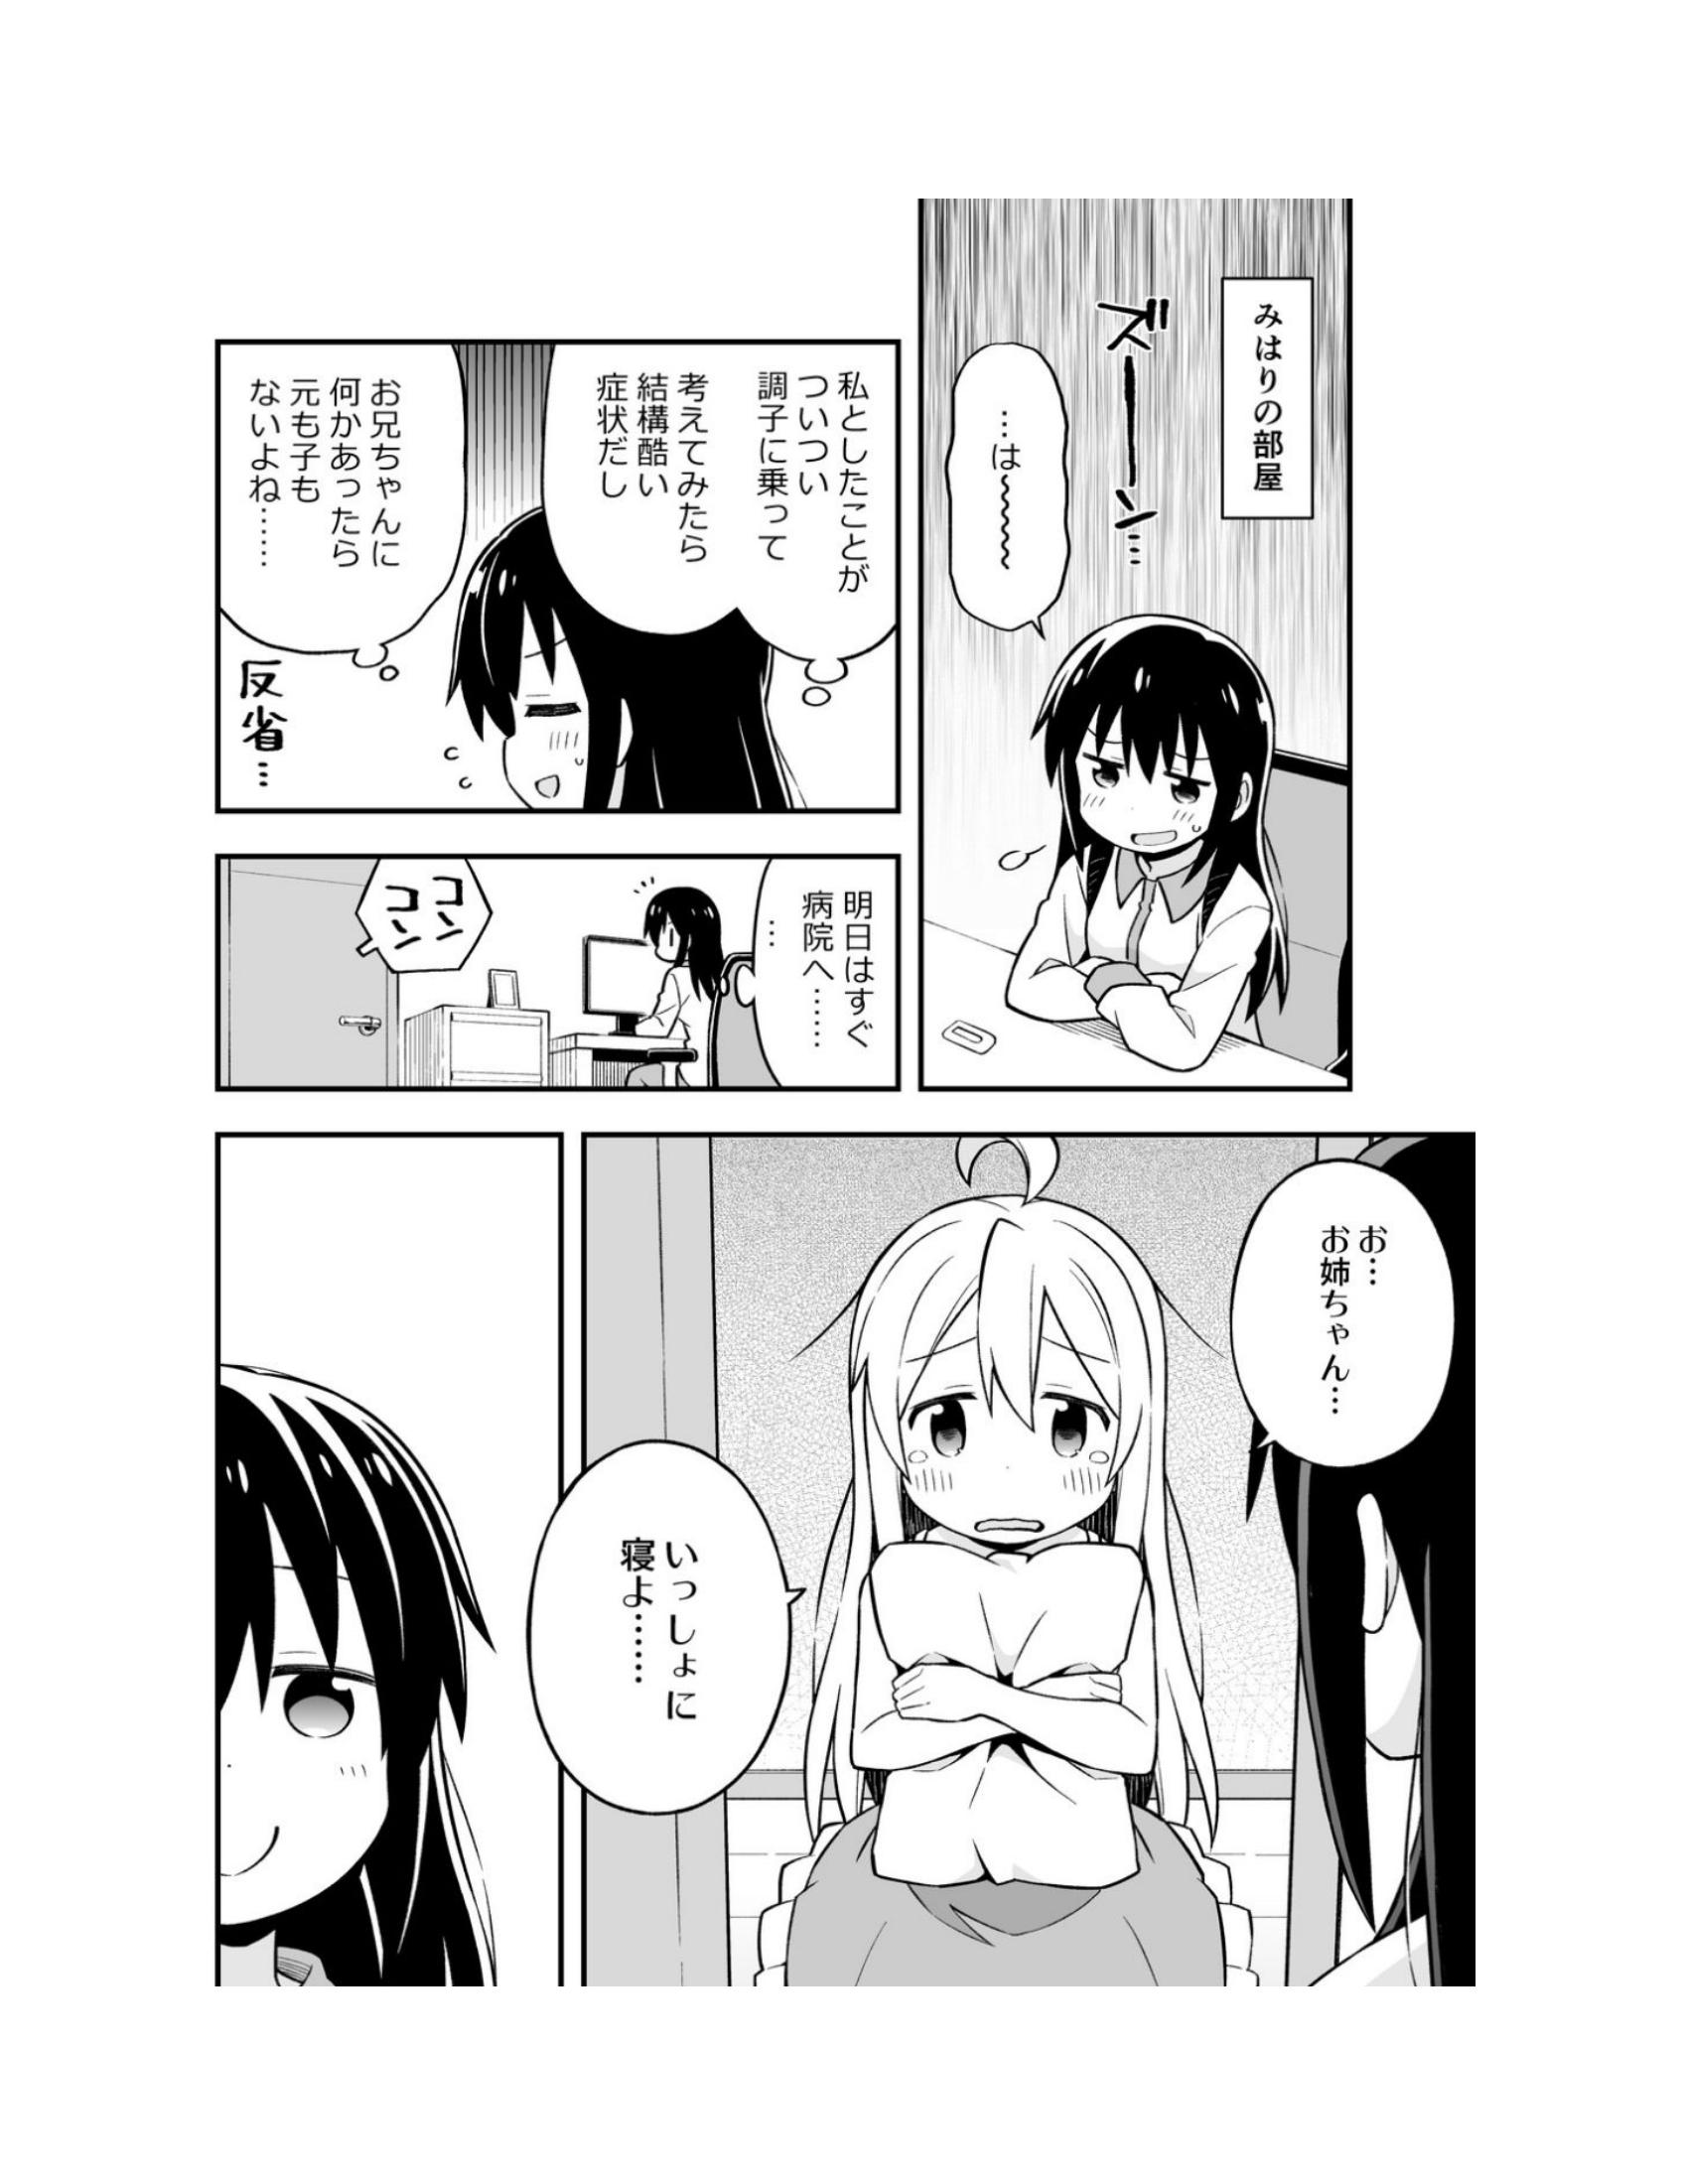 みはりの部屋
ズーン…
…は～～～
私としたことが
ついつい
調子に乗って
考えてみたら
結構酷い
症状だし
お兄ちゃんに
何かあったら
元も子も
ないよね……
反省…
明日はすぐ
病院へ……
…
コンコン
お…
お姉ちゃん…
いっしょに
寝よ……